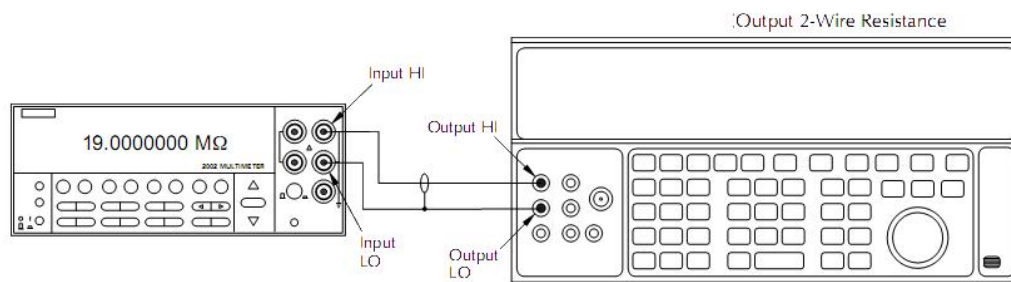 Output 2-Wire Resistance
Input HI
Output HI
19.0000000 MΩ
2002 MULTIMETER
Input
LO
Output
LO